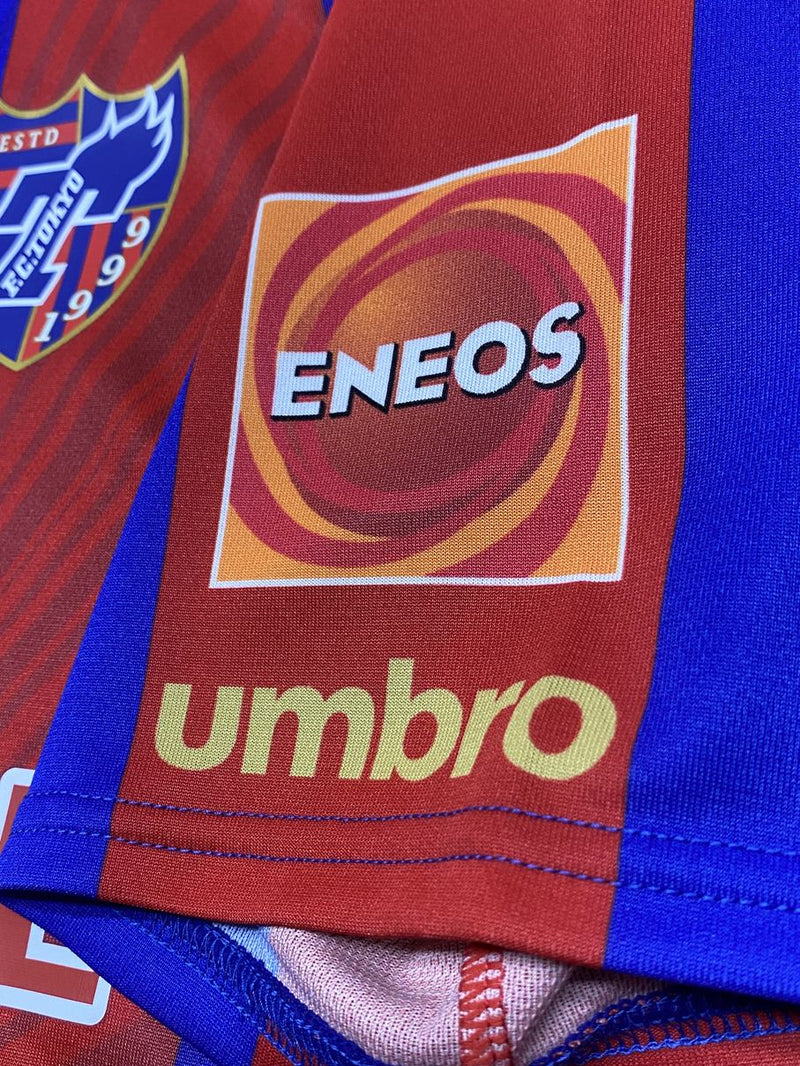 ESTD
F.C.TOKYO
1999
ENEOS
umbro